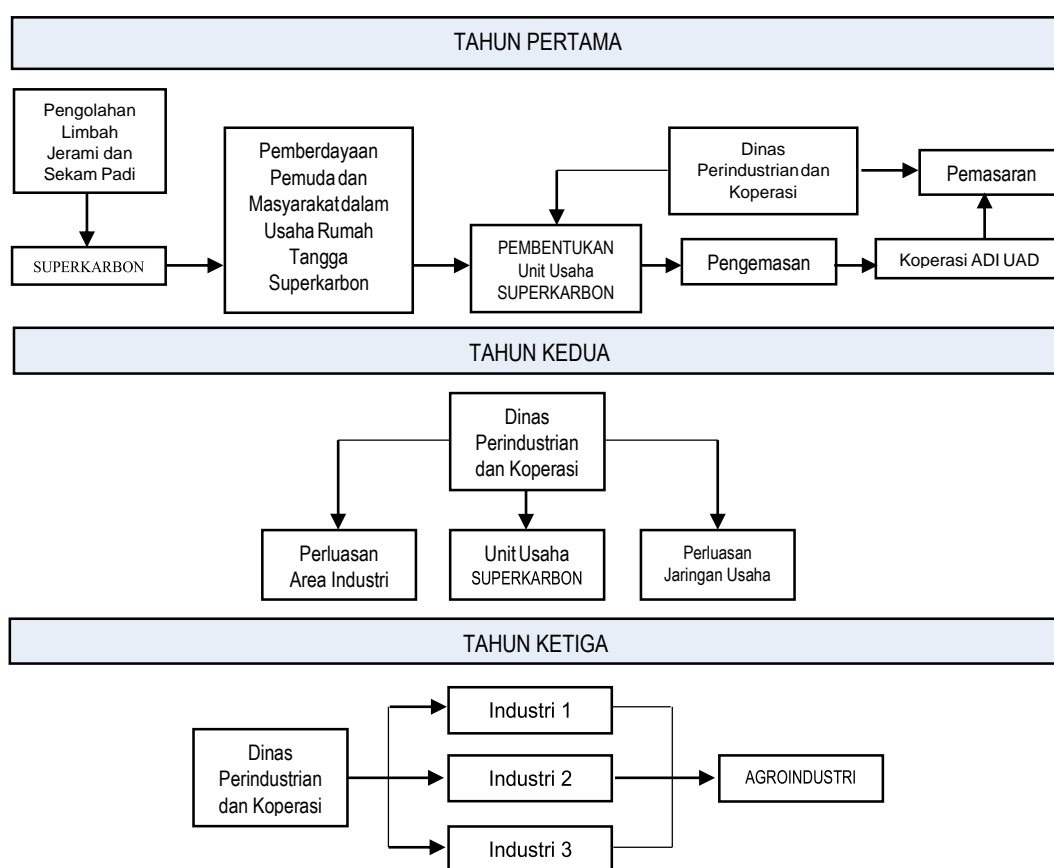 TAHUN PERTAMA
Pengolahan
Limbah
Jerami dan
Sekam Padi
SUPERKARBON
Pemberdayaan
Pemuda dan
Masyarakat dalam
Usaha Rumah
Tangga
Superkarbon
PEMBENTUKAN
Unit Usaha
SUPERKARBON
Dinas
Perindustrian dan
Koperasi
Pengemasan
Koperasi ADI UAD
Pemasaran
TAHUN KEDUA
Dinas
Perindustrian
dan Koperasi
Perluasan
Area Industri
Unit Usaha
SUPERKARBON
Perluasan
Jaringan Usaha
TAHUN KETIGA
Dinas
Perindustrian
dan Koperasi
Industri 1
Industri 2
Industri 3
AGROINDUSTRI